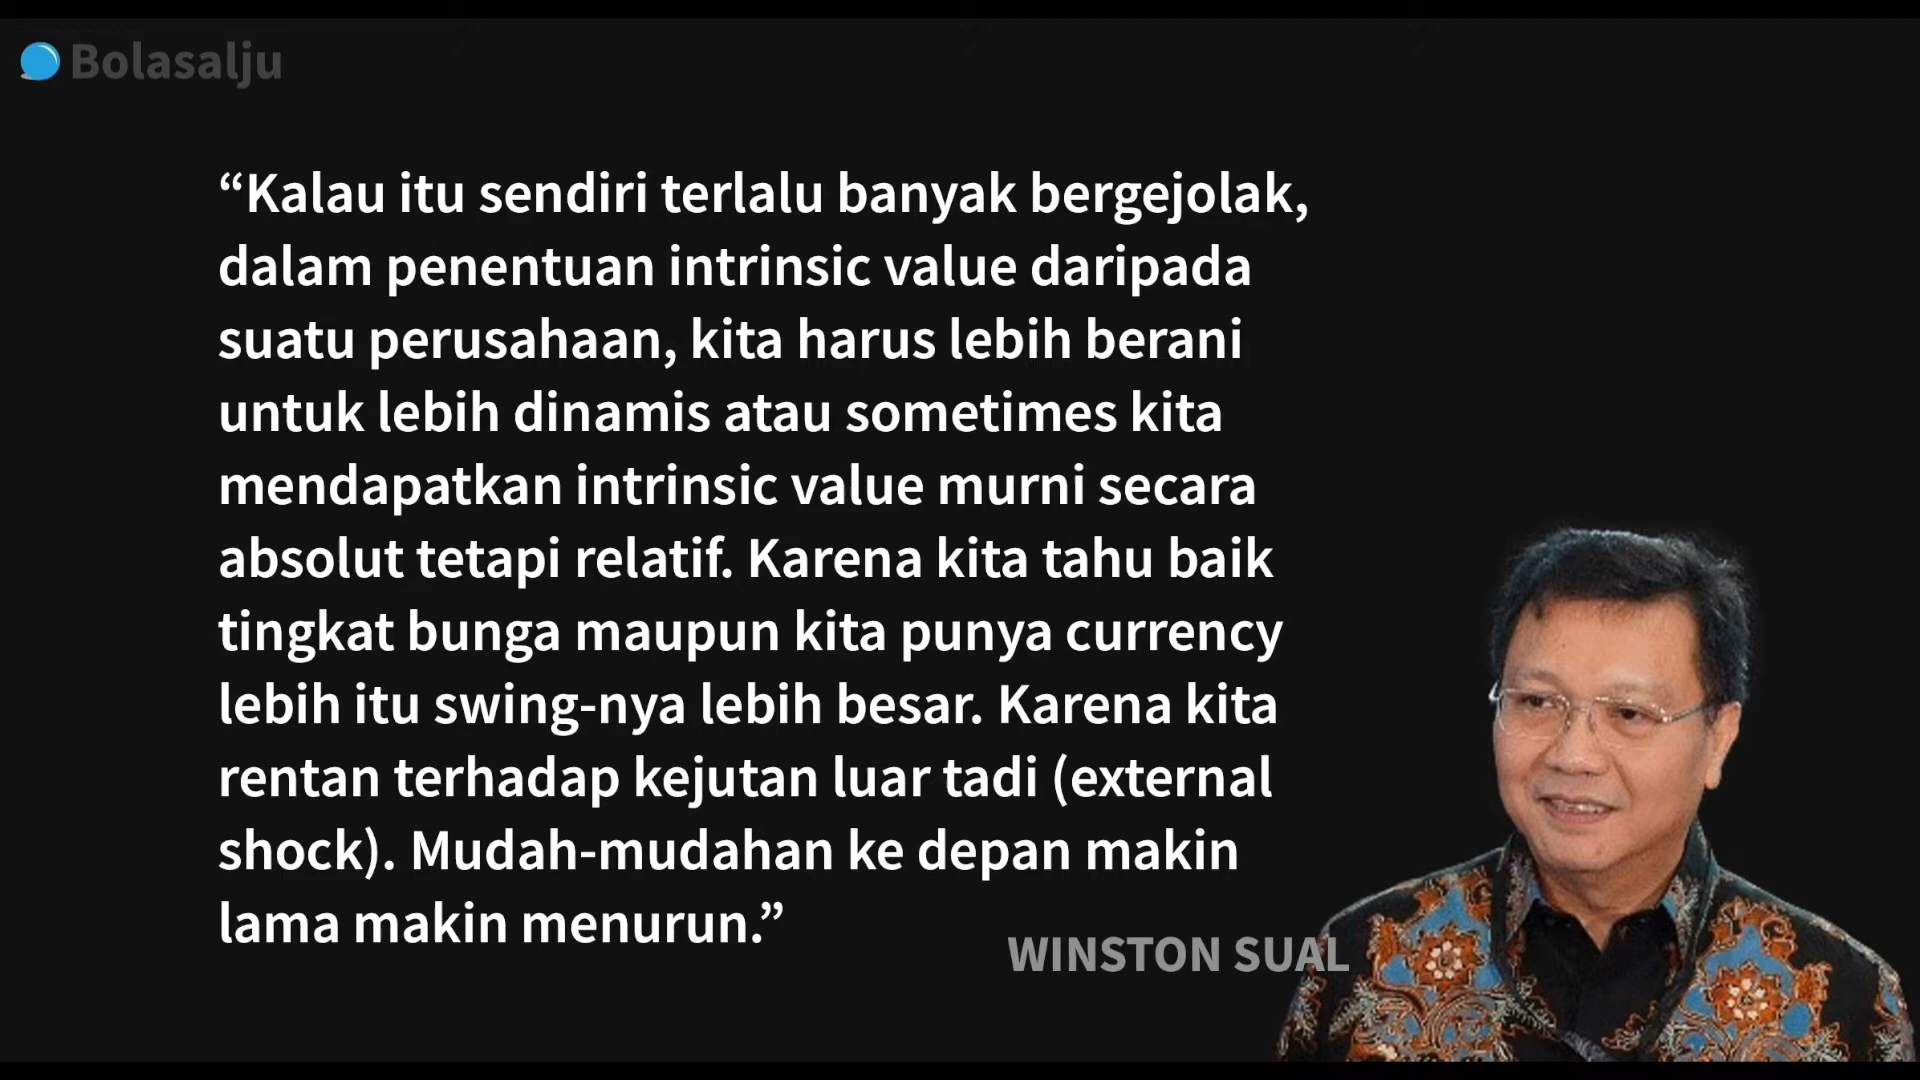 Bolasalju
“Kalau itu sendiri terlalu banyak bergejolak,
dalam penentuan intrinsic value daripada
suatu perusahaan, kita harus lebih berani
untuk lebih dinamis atau sometimes kita
mendapatkan intrinsic value murni secara
absolut tetapi relatif. Karena kita tahu baik
tingkat bunga maupun kita punya currency
lebih itu swing-nya lebih besar. Karena kita
rentan terhadap kejutan luar tadi (external
shock). Mudah-mudahan ke depan makin
lama makin menurun.”
WINSTON SUAL